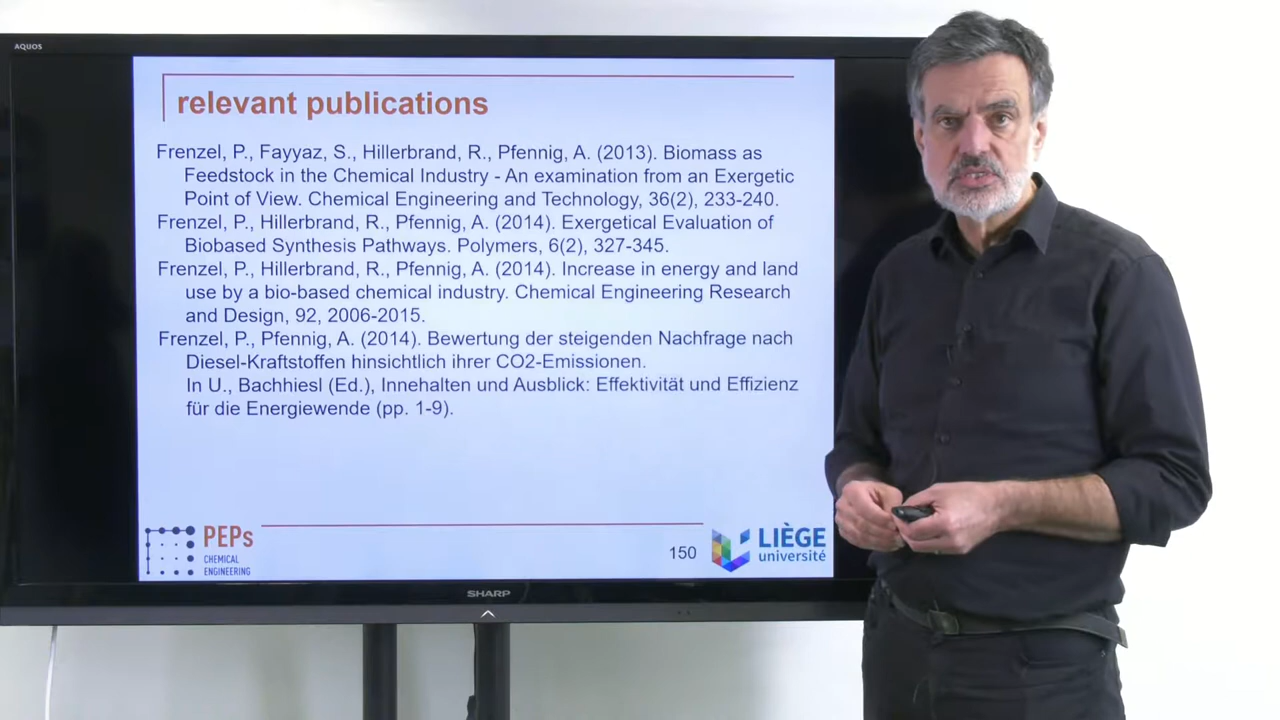 AQUOS
relevant publications
Frenzel, P., Fayyaz, S., Hillerbrand, R., Pfennig, A. (2013). Biomass as
Feedstock in the Chemical Industry - An examination from an Exergetic
Point of View. Chemical Engineering and Technology, 36(2), 233-240.
Frenzel, P., Hillerbrand, R., Pfennig, A. (2014). Exergetical Evaluation of
Biobased Synthesis Pathways. Polymers, 6(2), 327-345.
Frenzel, P., Hillerbrand, R., Pfennig, A. (2014). Increase in energy and land
use by a bio-based chemical industry. Chemical Engineering Research
and Design, 92, 2006-2015.
Frenzel, P., Pfennig, A. (2014). Bewertung der steigenden Nachfrage nach
Diesel-Kraftstoffen hinsichtlich ihrer CO2-Emissionen.
In U., Bachhiesl (Ed.), Innehalten und Ausblick: Effektivität und Effizienz
für die Energiewende (pp. 1-9).
PEPs
CHEMICAL
ENGINEERING
150
LIÈGE
université
SHARP